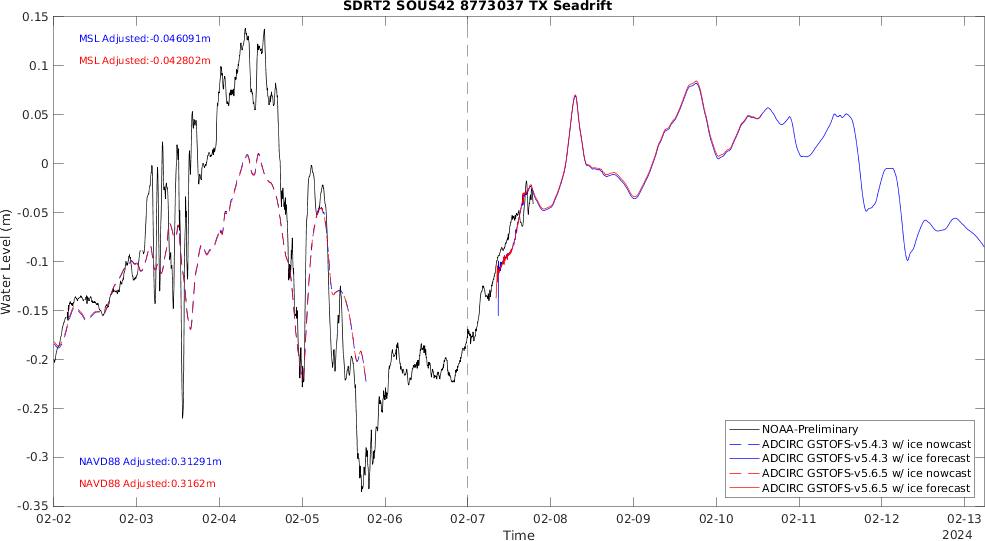 SDRT2 SOUS42 8773037 TX Seadrift
MSL Adjusted:-0.046091m
MSL Adjusted:-0.042802m
0.15
0.1
0.05
0
-0.05
-0.1
-0.15
-0.2
-0.25
-0.3
-0.35
Water Level (m)
NAVD88 Adjusted:0.31291m
NAVD88 Adjusted:0.3162m
NOAA-Preliminary
ADCIRC GSTOFS-v5.4.3 w/ ice nowcast
ADCIRC GSTOFS-v5.4.3 w/ ice forecast
ADCIRC GSTOFS-v5.6.5 w/ ice nowcast
ADCIRC GSTOFS-v5.6.5 w/ ice forecast
02-02 02-03 02-04 02-05 02-06 02-07 02-08 02-09 02-10 02-11 02-12 02-13
Time
2024